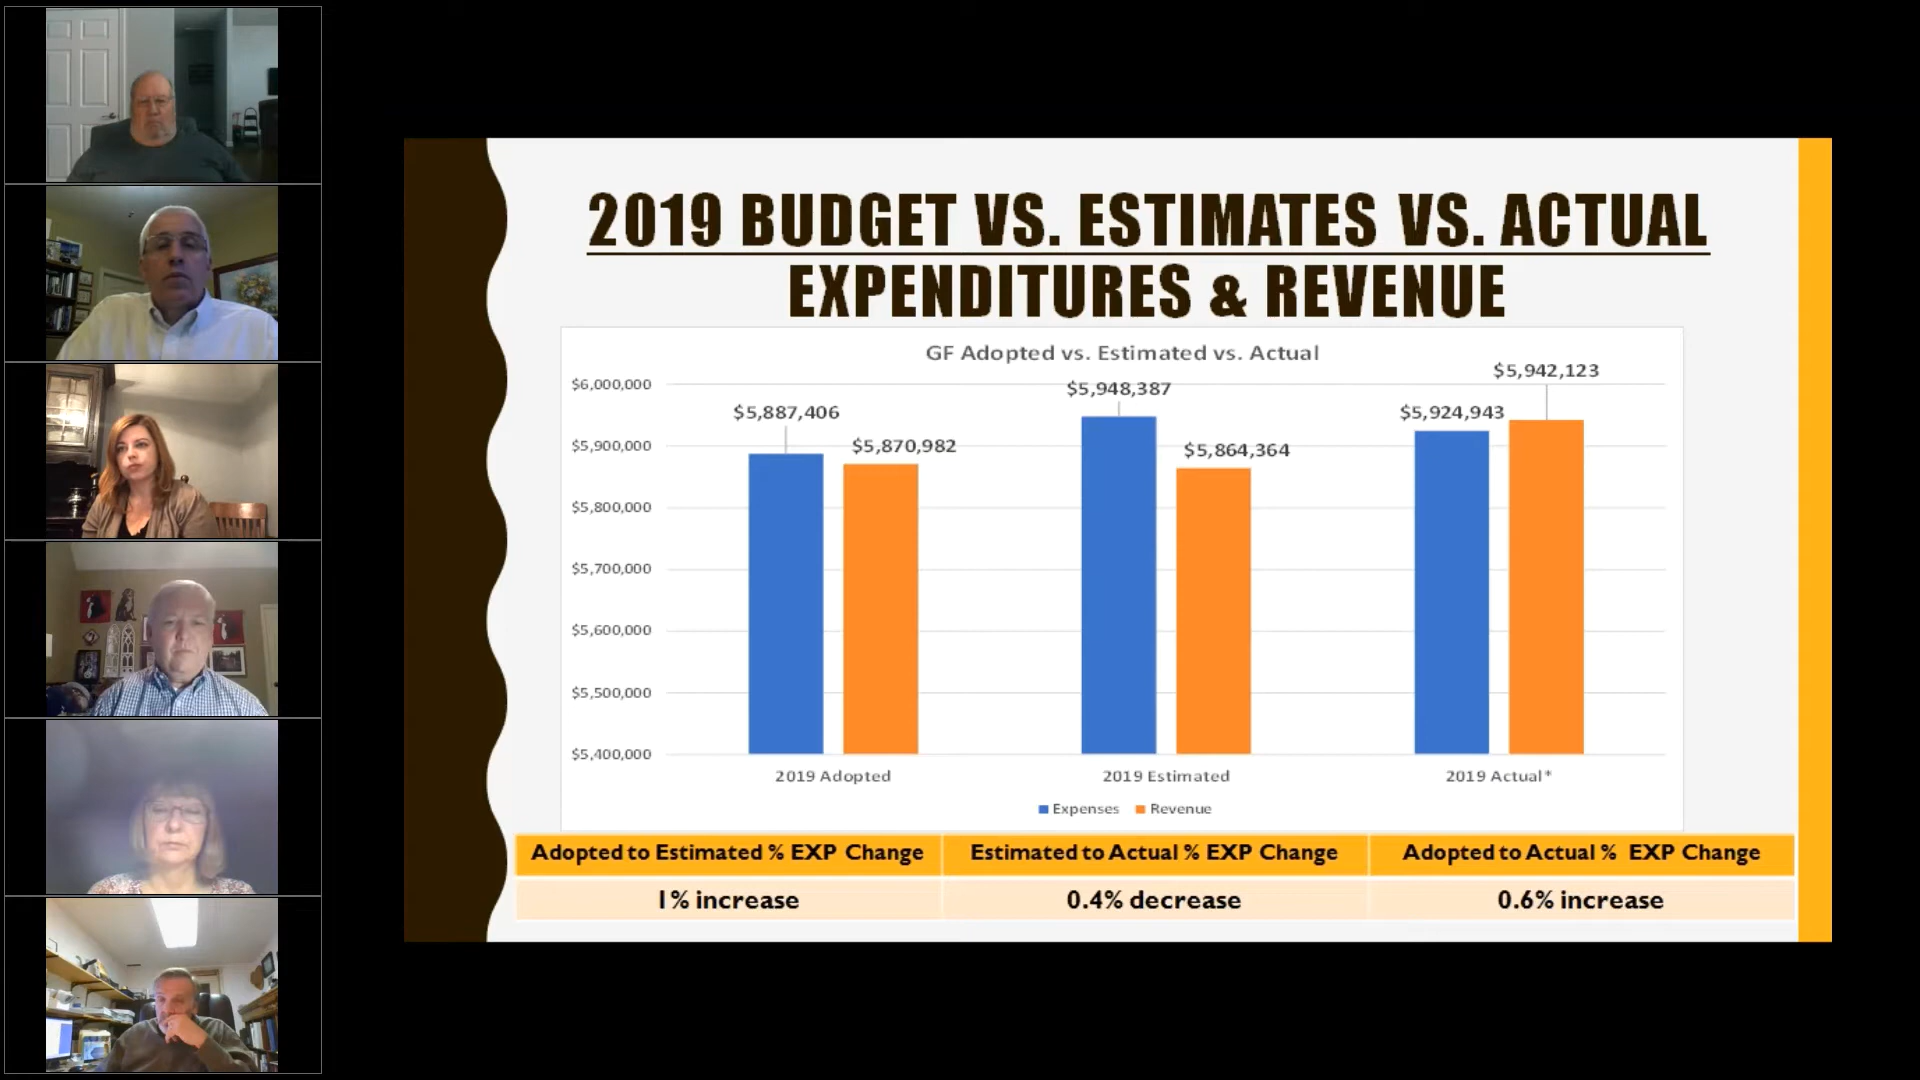 2019 BUDGET VS. ESTIMATES VS. ACTUAL
EXPENDITURES & REVENUE
GF Adopted vs. Estimated vs. Actual
$6,000,000
$5,900,000
$5,800,000
$5,700,000
$5,600,000
$5,500,000
$5,400,000
$5,887,406
$5,870,982
$5,948,387
$5,864,364
$5,924,943
$5,942,123
2019 Adopted
2019 Estimated
2019 Actual*
Expenses
Revenue
Adopted to Estimated % EXP Change
Estimated to Actual % EXP Change
Adopted to Actual % EXP Change
1% increase
0.4% decrease
0.6% increase